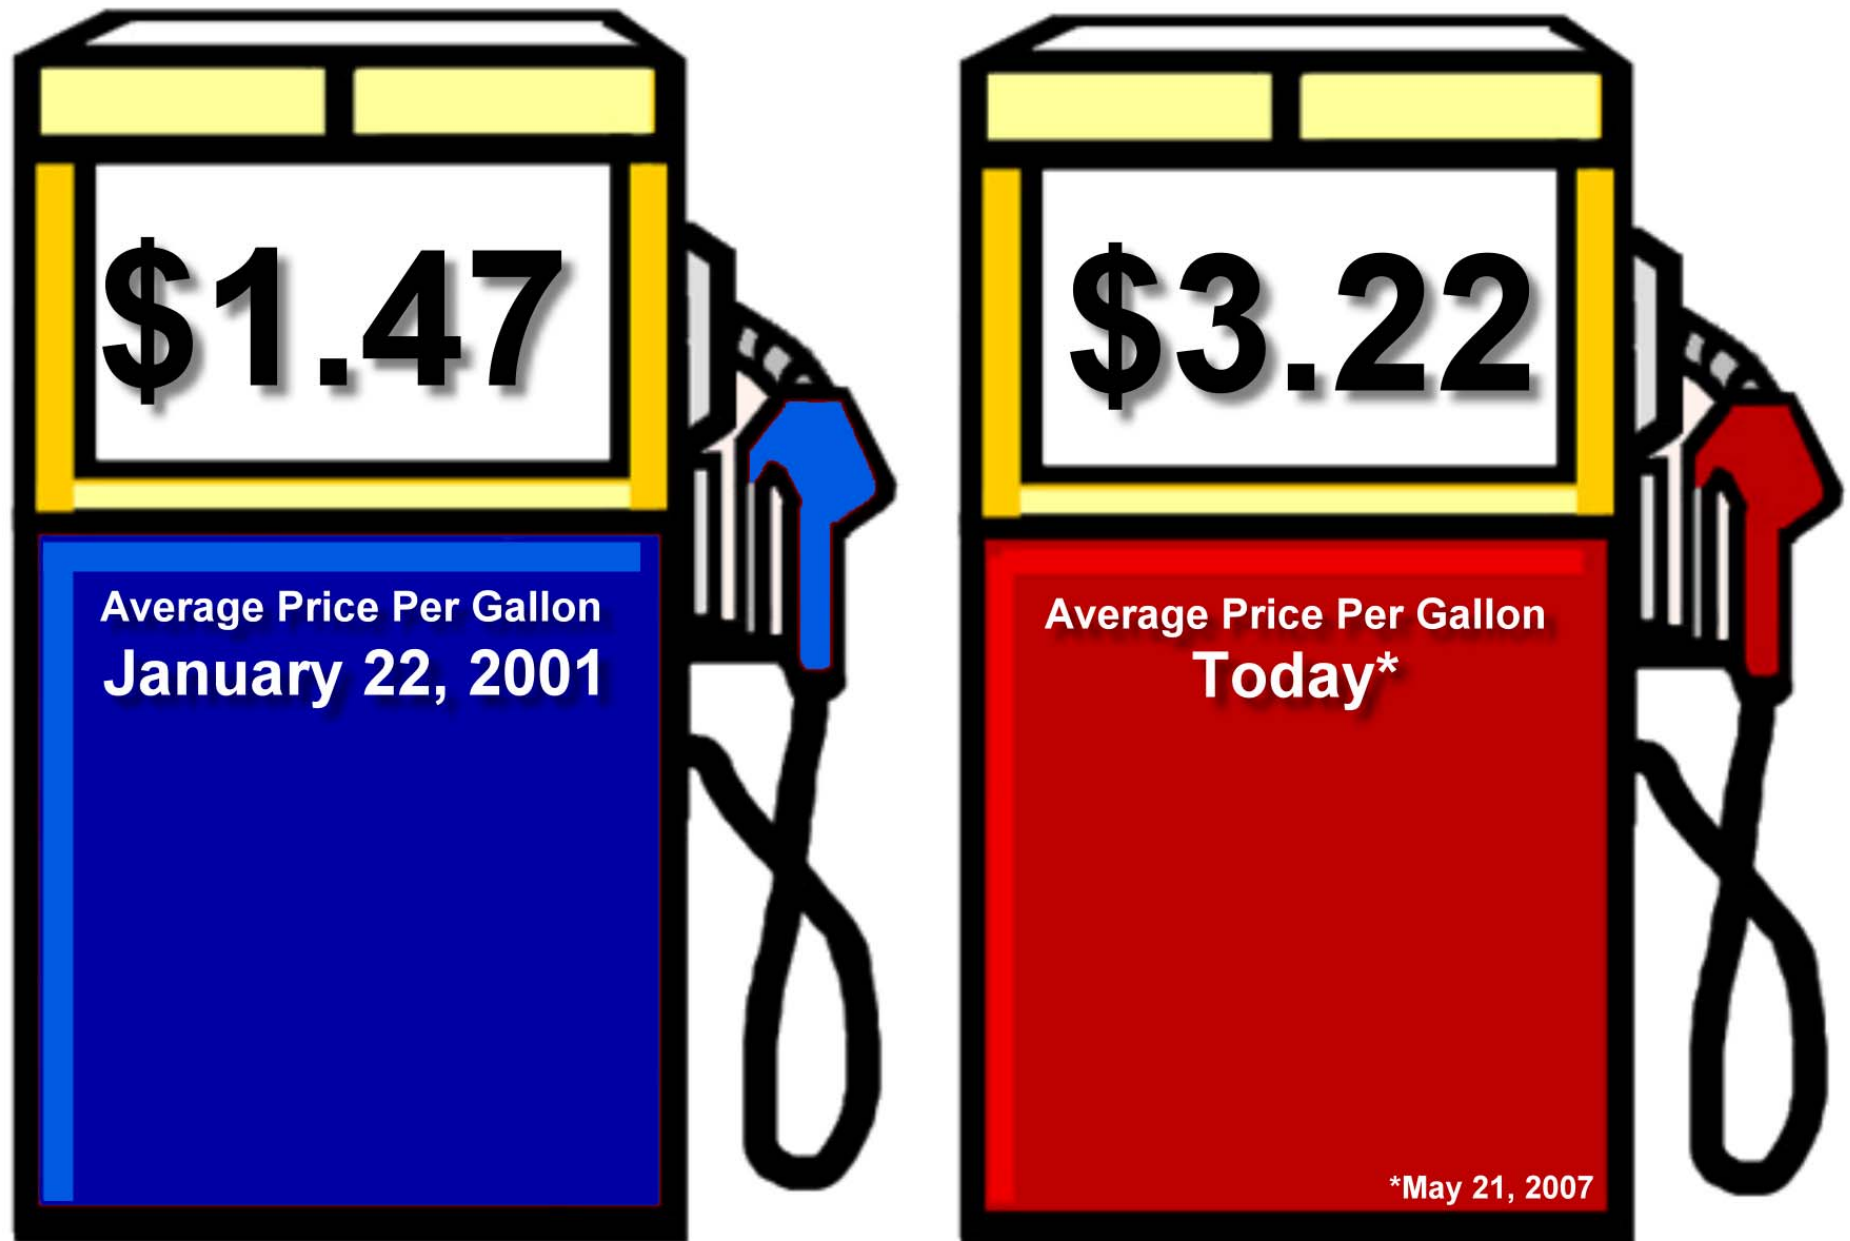 $1.47
Average Price Per Gallon
January 22, 2001
$3.22
Average Price Per Gallon
Today*
*May 21, 2007